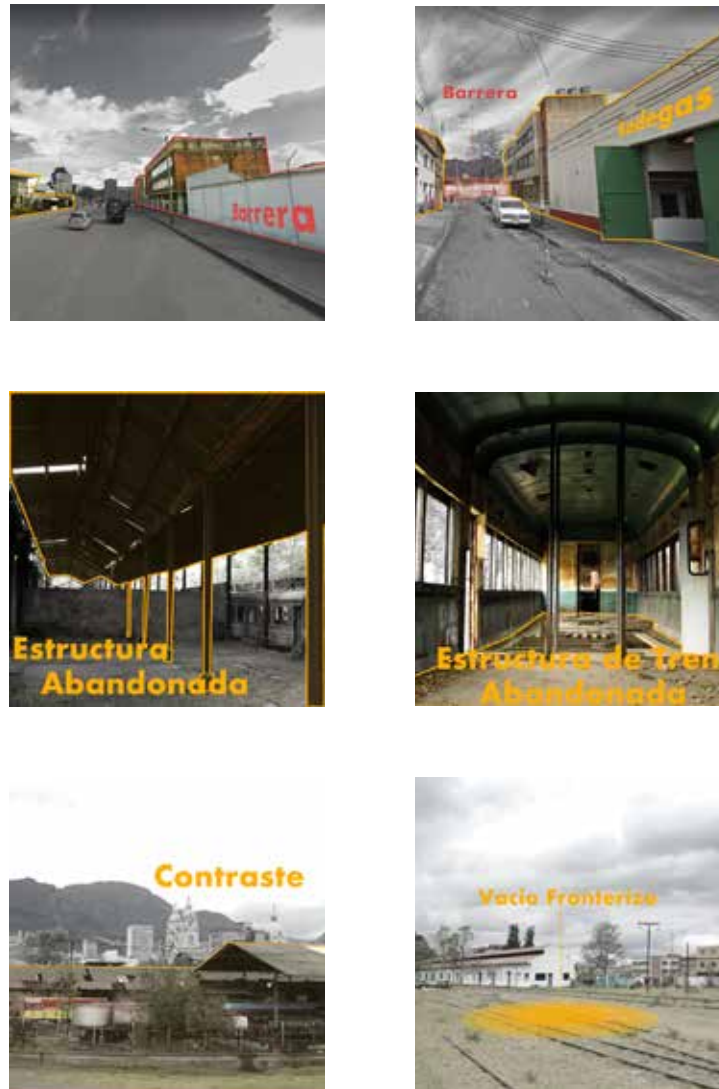 Barrera
Barrera
Bodegas
Estructura
Abandonada
Estructura de Tren
Abandonada
Contraste
Vacio Fronterizo